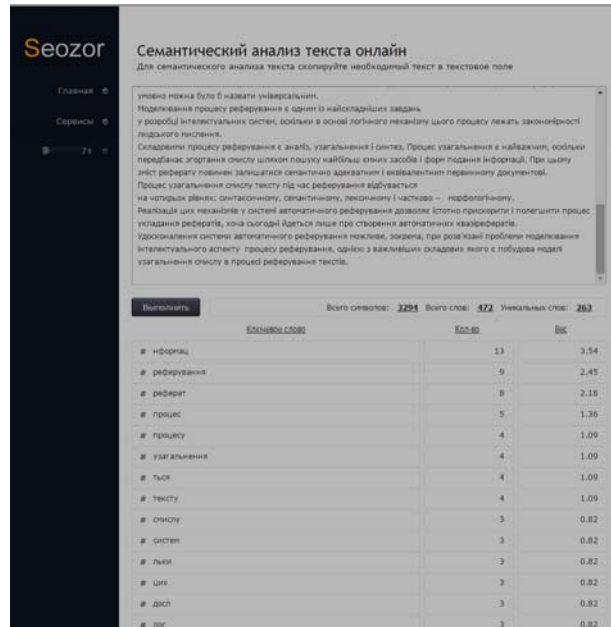 Seozor
Главная
Сервисы
71
Семантический анализ текста онлайн
Для семантического анализа текста скопируйте необходимый текст в текстовое поле
умовно можна було б назвати універсальним.
Моделювання процесу реферування є одним із найскладніших завдань
у розробці інтелектуальних систем, оскільки в основі логічного механізму цього процесу лежать закономірності
людського мислення.
Складовими процесу реферування є аналіз, узагальнення і синтез. Процес узагальнення є найважчим, оскільки
передбачає згортання смислу шляхом пошуку найбільш ємних засобів і форм подання інформації. При цьому
зміст реферату повинен залишатися семантично адекватним і еквівалентним первинному документові.
Процес узагальнення смислу тексту під час реферування відбувається
на чотирьох рівнях: синтаксичному, семантичному, лексичному і частково – морфологічному.
Реалізація цих механізмів у системі автоматичного реферування дозволяє істотно прискорити і полегшити процес
укладання рефератів, хоча сьогодні йдеться лише про створення автоматичних квазірефератів.
Удосконалення системи автоматичного реферування можливе, зокрема, при розв'язані проблеми моделювання
інтелектуального аспекту процесу реферування, однією з важливіших складових якого є побудова моделі
узагальнення смислу в процесі реферування текстів.
Выполнить Всего символов: 3294 Всего слов: 472 Уникальных слов: 263
Ключевое слово Кол-во Вес
# нформац 13 3.54
# реферування 9 2.45
# реферат 8 2.18
# процес 5 1.36
# процесу 4 1.09
# узагальнення 4 1.09
# ться 4 1.09
# тексту 4 1.09
# смислу 3 0.82
# систем 3 0.82
# льки 3 0.82
# цих 3 0.82
# досл 3 0.82
# лог 3 0.82